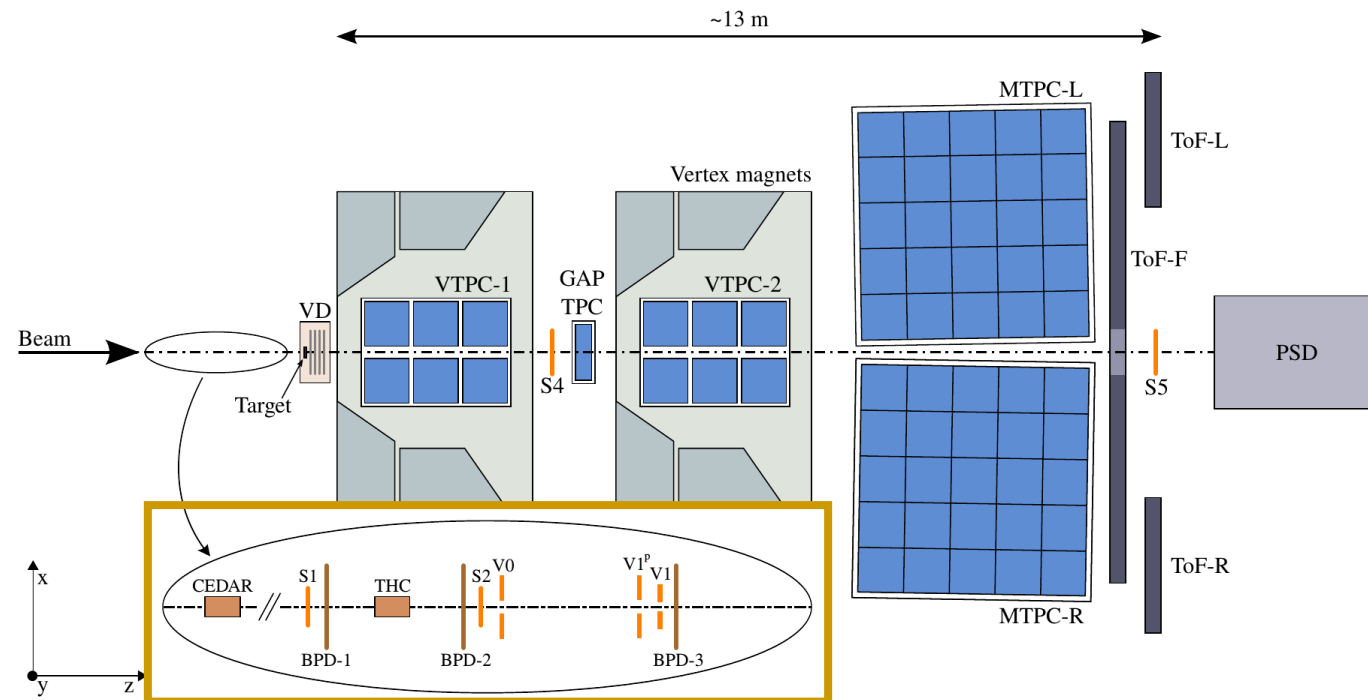 ~13 m
MTPC-L
ToF-L
Vertex magnets
ToF-F
VTPC-1
GAP
TPC
VTPC-2
VD
Beam
PSD
S4
S5
Target
V0
V1ᵖ
V1
S1
THC
S2
CEDAR
ToF-R
x
MTPC-R
BPD-1
BPD-2
BPD-3
y
z